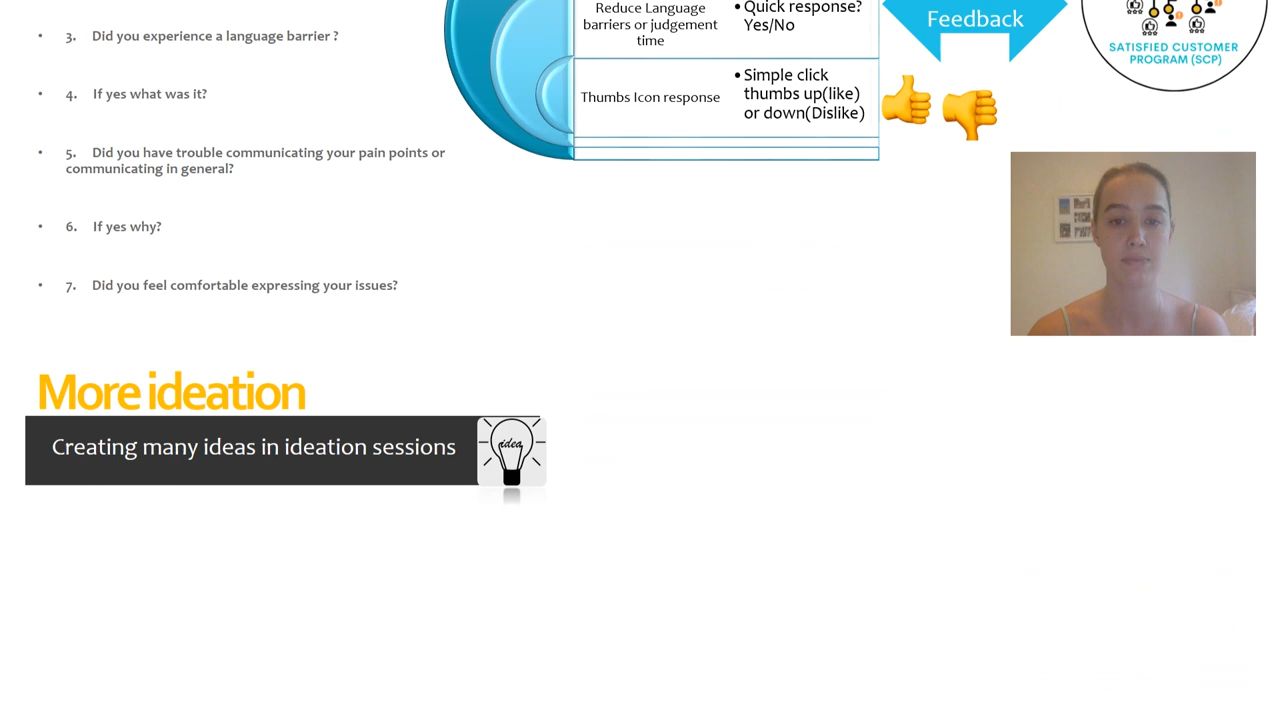 • 3. Did you experience a language barrier ?
• 4. If yes what was it?
• 5. Did you have trouble communicating your pain points or
communicating in general?
• 6. If yes why?
• 7. Did you feel comfortable expressing your issues?
Reduce Language
barriers or judgement
time
• Quick response?
Yes/No
Thumbs Icon response
• Simple click
thumbs up(like)
or down(Dislike)
Feedback
SATISFIED CUSTOMER
PROGRAM (SCP)
More ideation
Creating many ideas in ideation sessions
idea